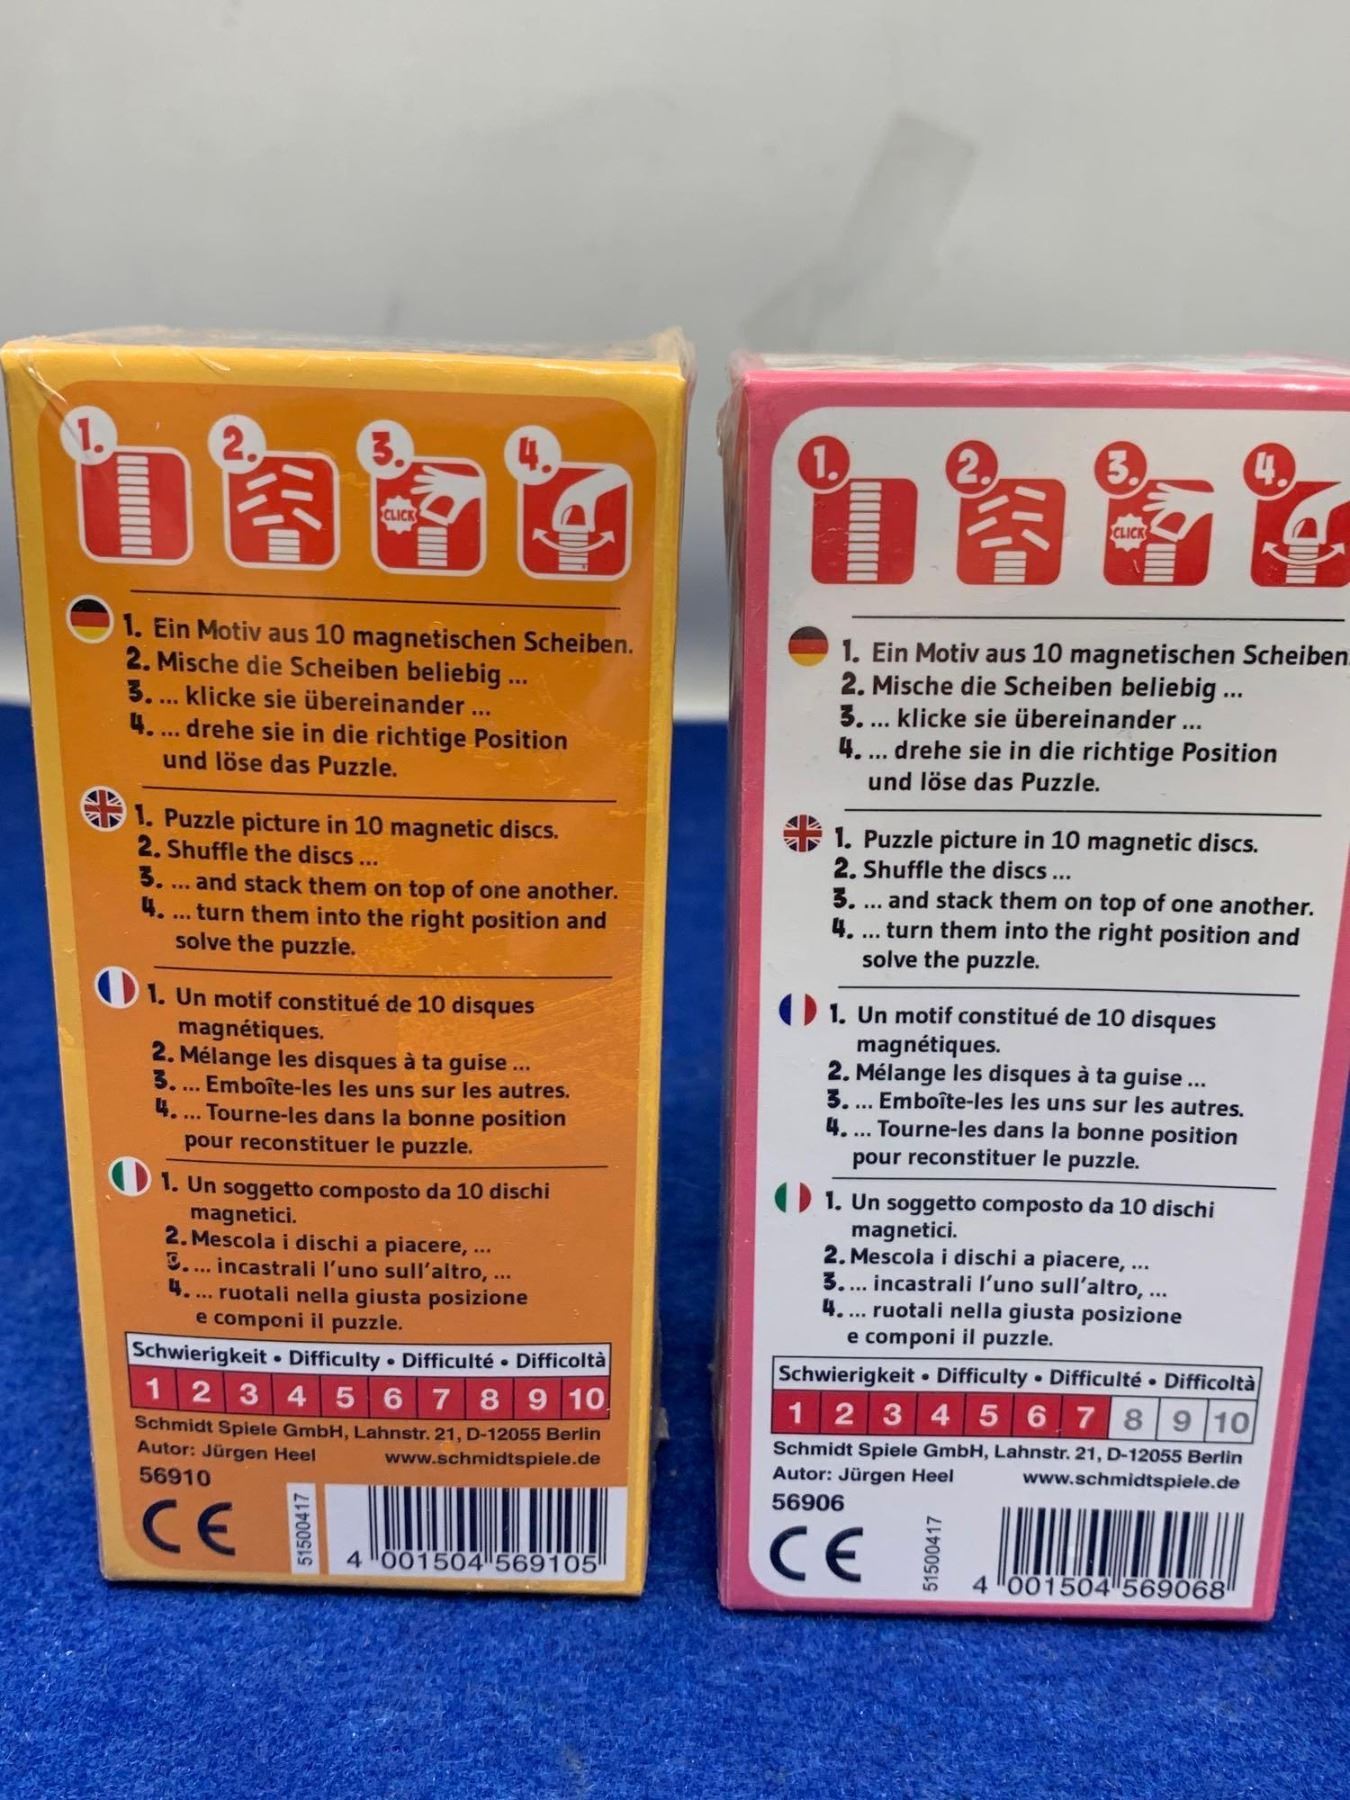 1. 2. 3. 4.
CLICK
1. Ein Motiv aus 10 magnetischen Scheiben.
2. Mische die Scheiben beliebig ...
3. ... klicke sie übereinander ...
4. ... drehe sie in die richtige Position
und löse das Puzzle.
1. Puzzle picture in 10 magnetic discs.
2. Shuffle the discs ...
3. ... and stack them on top of one another.
4. ... turn them into the right position and
solve the puzzle.
1. Un motif constitué de 10 disques
magnétiques.
2. Mélange les disques à ta guise ...
3. ... Emboîte-les les uns sur les autres.
4. ... Tourne-les dans la bonne position
pour reconstituer le puzzle.
1. Un soggetto composto da 10 dischi
magnetici.
2. Mescola i dischi a piacere, ...
3. ... incastrali l'uno sull'altro, ...
4. ... ruotali nella giusta posizione
e componi il puzzle.
Schwierigkeit • Difficulty • Difficulté • Difficoltà
1 2 3 4 5 6 7 8 9 10
Schmidt Spiele GmbH, Lahnstr. 21, D-12055 Berlin
Autor: Jürgen Heel www.schmidtspiele.de
56910
CE
51500417
4 001504 569105
1. 2. 3. 4.
CLICK
1. Ein Motiv aus 10 magnetischen Scheiben.
2. Mische die Scheiben beliebig ...
3. ... klicke sie übereinander ...
4. ... drehe sie in die richtige Position
und löse das Puzzle.
1. Puzzle picture in 10 magnetic discs.
2. Shuffle the discs ...
3. ... and stack them on top of one another.
4. ... turn them into the right position and
solve the puzzle.
1. Un motif constitué de 10 disques
magnétiques.
2. Mélange les disques à ta guise ...
3. ... Emboîte-les les uns sur les autres.
4. ... Tourne-les dans la bonne position
pour reconstituer le puzzle.
1. Un soggetto composto da 10 dischi
magnetici.
2. Mescola i dischi a piacere, ...
3. ... incastrali l'uno sull'altro, ...
4. ... ruotali nella giusta posizione
e componi il puzzle.
Schwierigkeit • Difficulty • Difficulté • Difficoltà
1 2 3 4 5 6 7 8 9 10
Schmidt Spiele GmbH, Lahnstr. 21, D-12055 Berlin
Autor: Jürgen Heel www.schmidtspiele.de
56906
CE
51500417
4 001504 569068